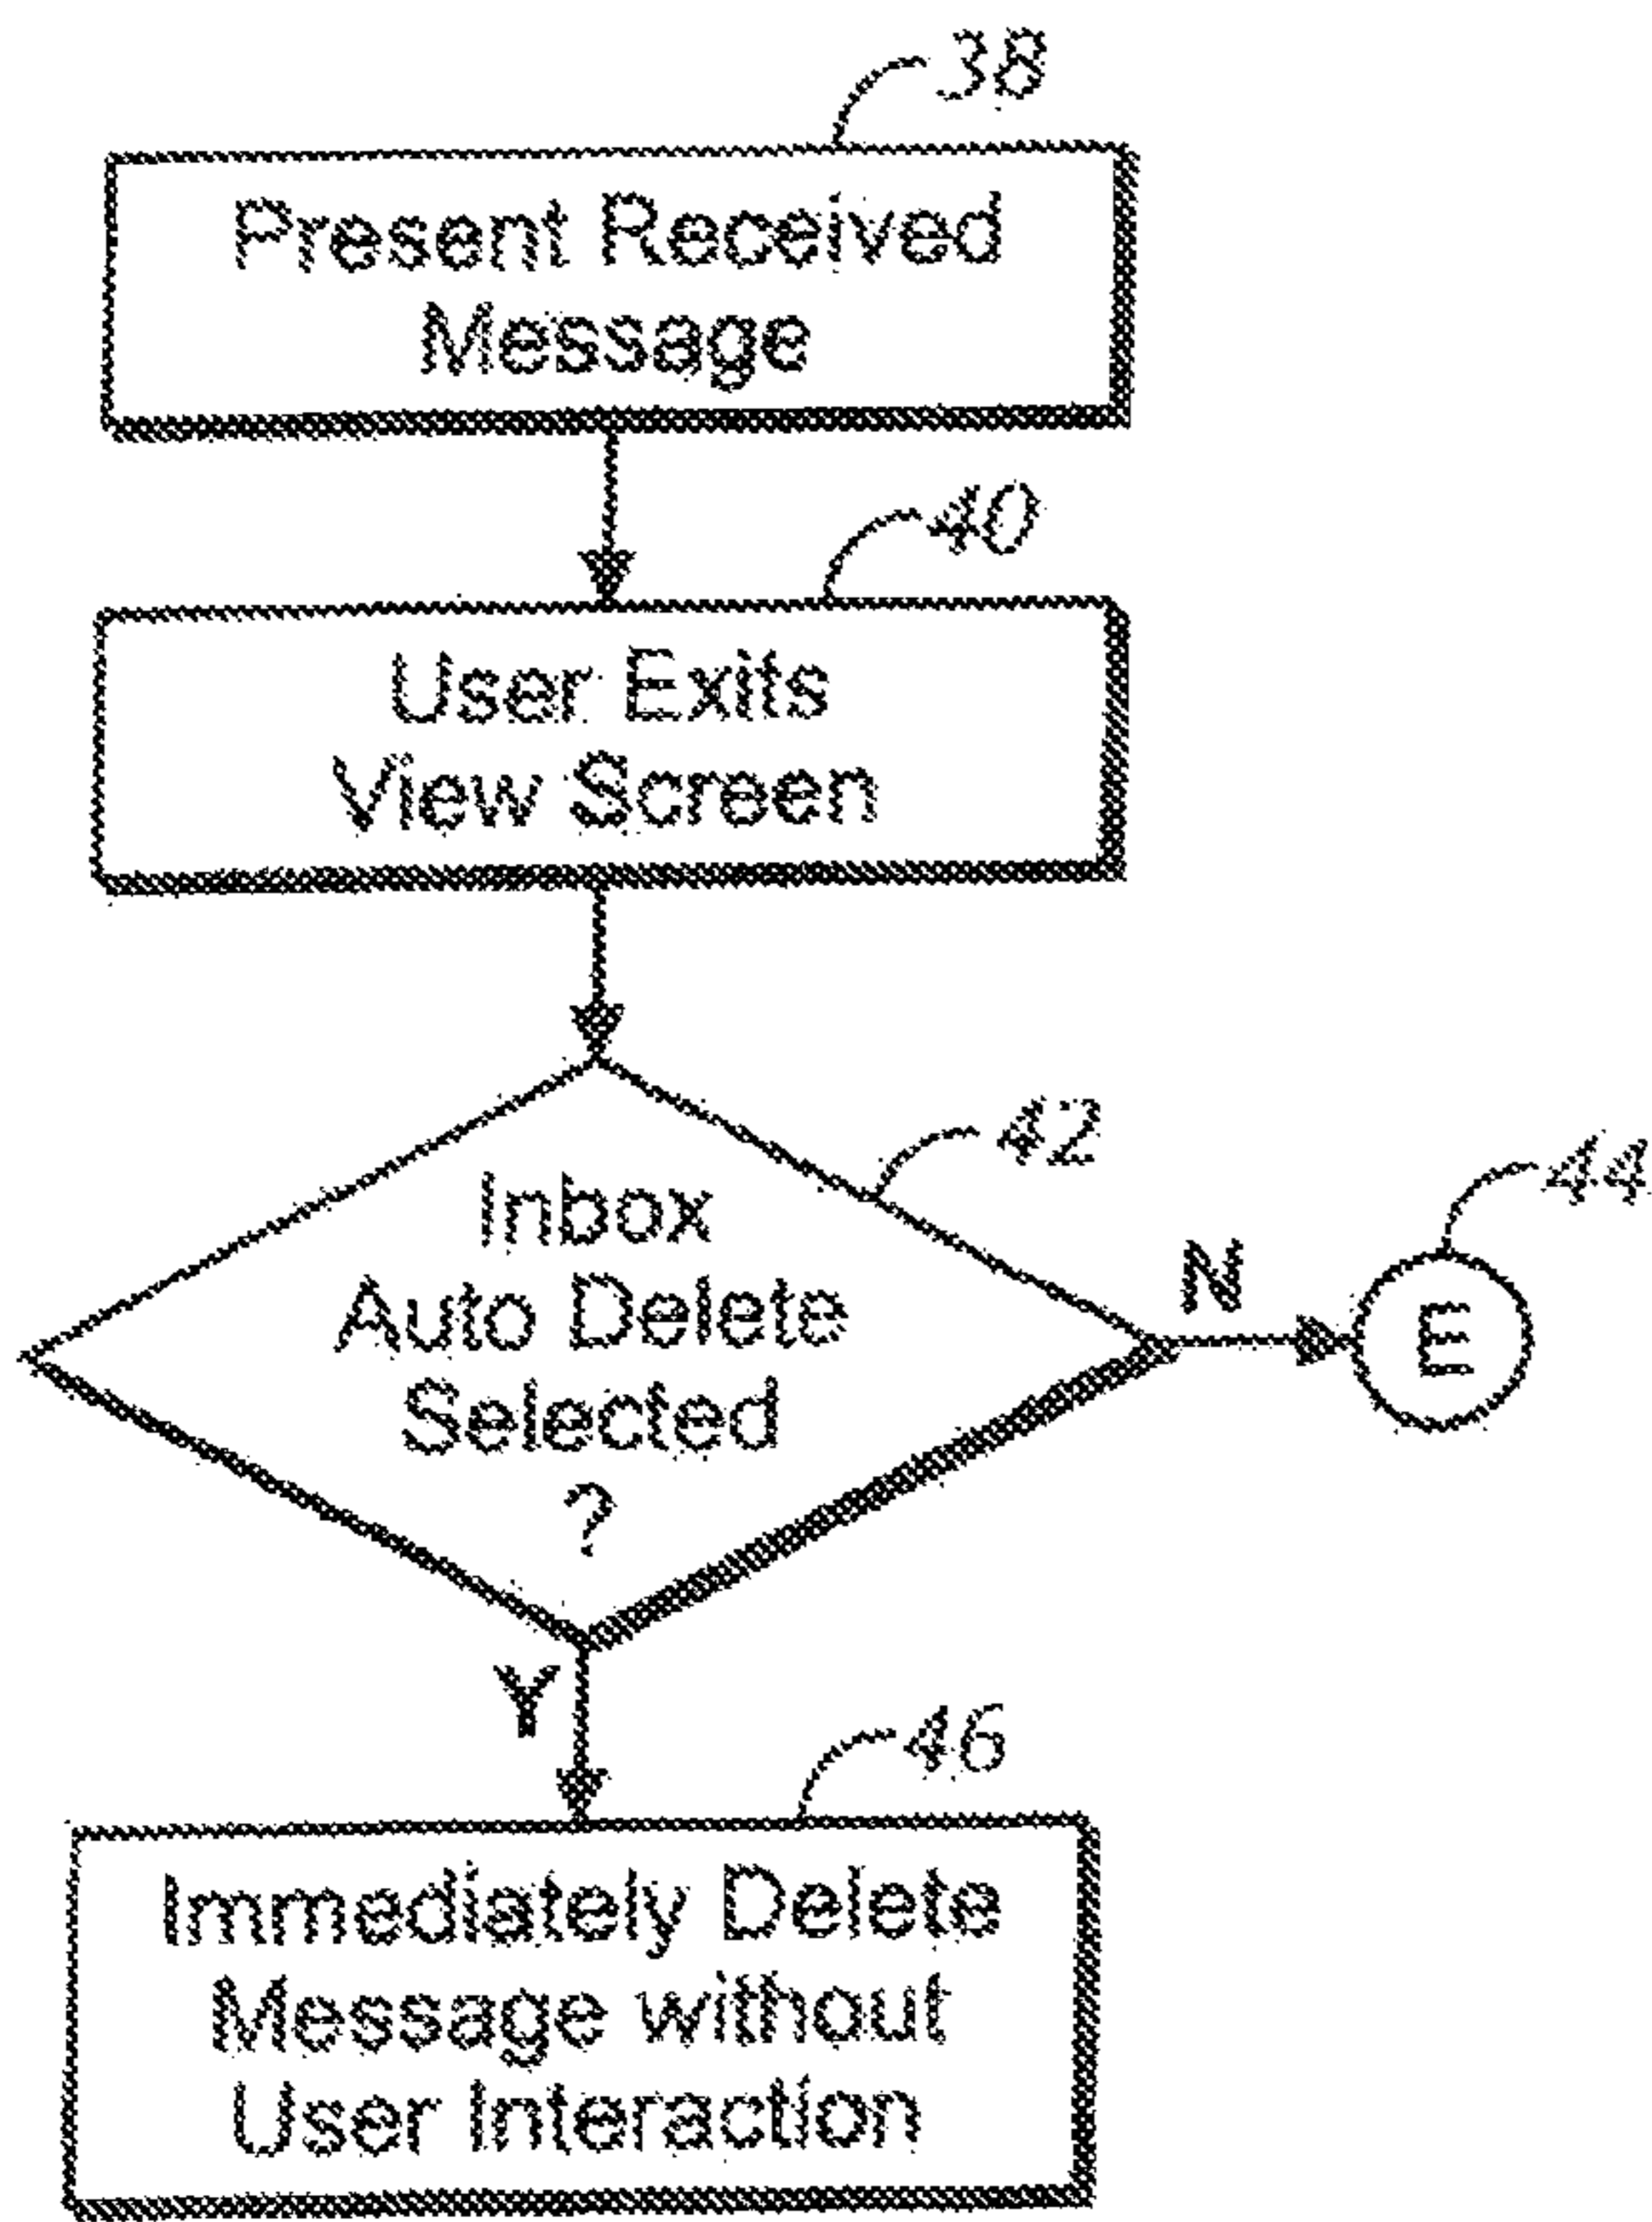 38
Present Received
Message
40
User Exits
View Screen
42
44
Inbox
Auto Delete
Selected
?
N
E
Y
46
Immediately Delete
Message without
User Interaction